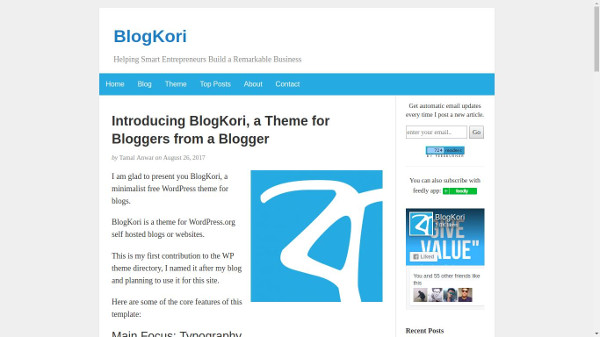 BlogKori
Helping Smart Entrepreneurs Build a Remarkable Business
Home Blog Theme Top Posts About Contact
Introducing BlogKori, a Theme for
Bloggers from a Blogger
by Tamal Anwar on August 26, 2017
I am glad to present you BlogKori, a
minimalist free WordPress theme for
blogs.
BlogKori is a theme for WordPress.org
self hosted blogs or websites.
This is my first contribution to the WP
theme directory, I named it after my blog
and planning to use it for this site.
Here are some of the core features of this
template:
Main Focus: Typography
Get automatic email updates
every time I post a new article.
enter your email.. Go
readers
BY FEEDBURNER
You can also subscribe with
feedly app:
feedly
BlogKori
GIVE
VALUE"
Liked
You and 55 other friends like
this
Recent Posts